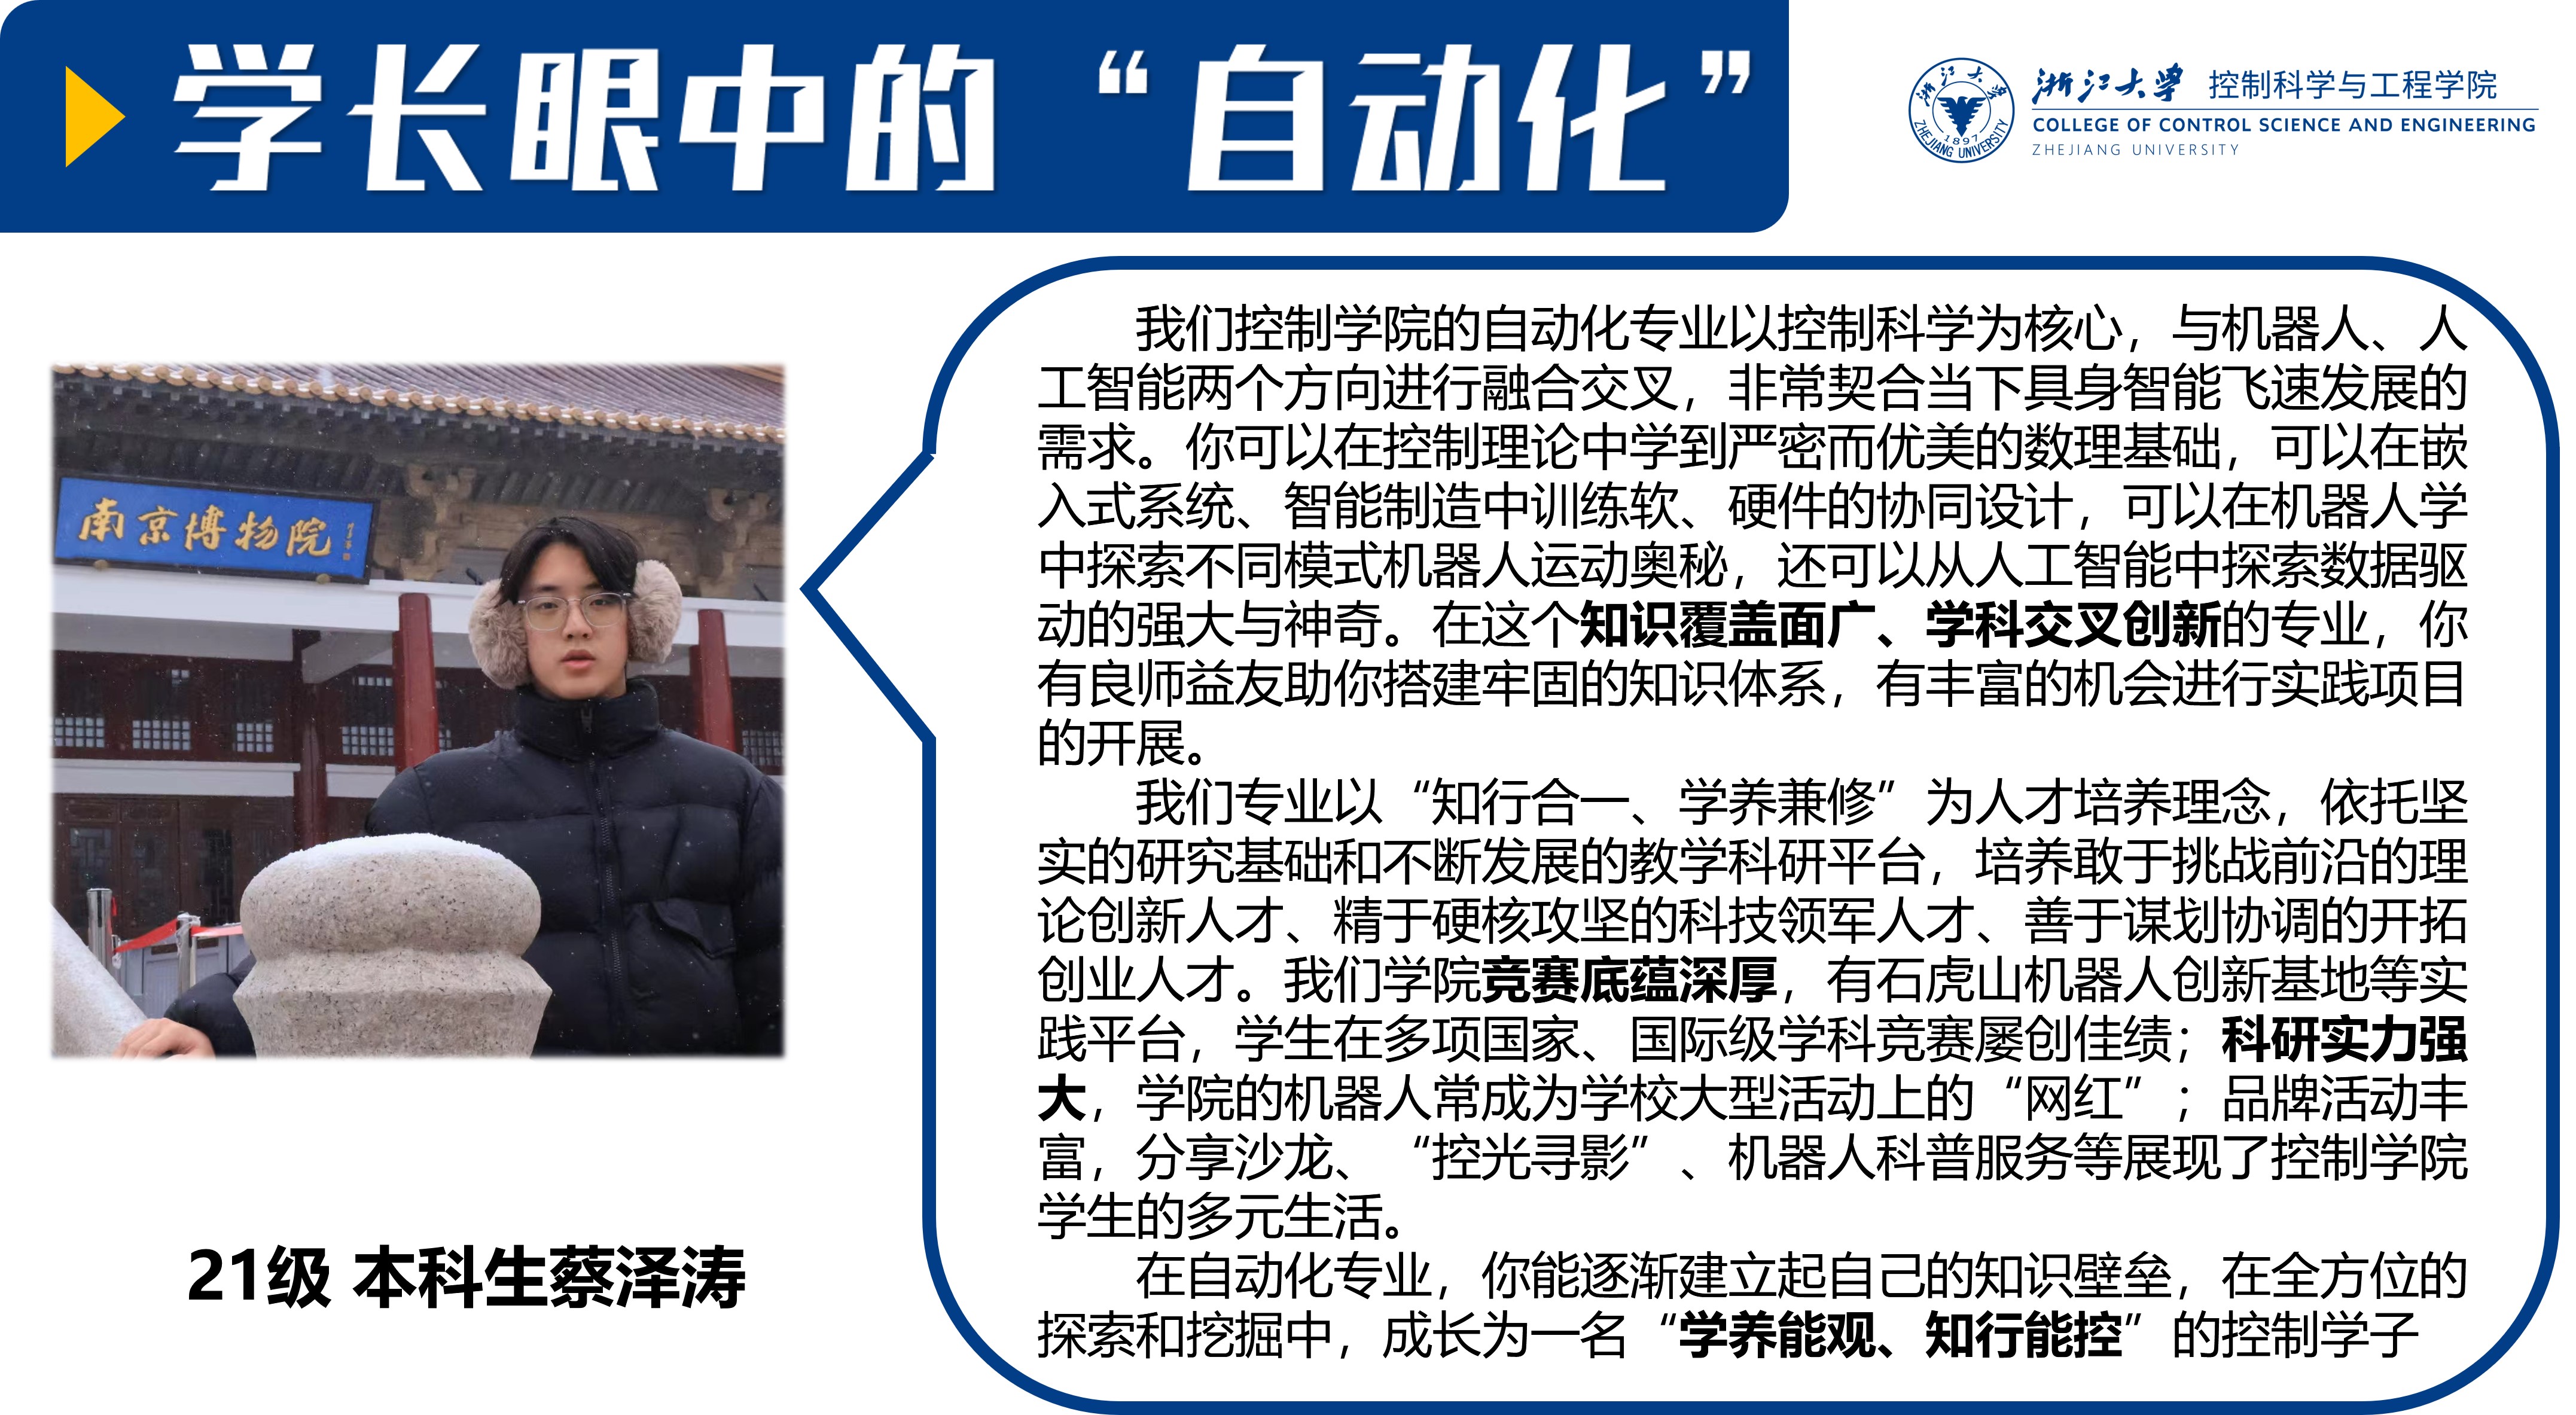 学长眼中的“自动化”
浙江大学 控制科学与工程学院
COLLEGE OF CONTROL SCIENCE AND ENGINEERING
ZHEJIANG UNIVERSITY
浙江大学
1897
ZHEJIANG UNIVERSITY
南京博物院
我们控制学院的自动化专业以控制科学为核心，与机器人、人
工智能两个方向进行融合交叉，非常契合当下具身智能飞速发展的
需求。你可以在控制理论中学到严密而优美的数理基础，可以在嵌
入式系统、智能制造中训练软、硬件的协同设计，可以在机器人学
中探索不同模式机器人运动奥秘，还可以从人工智能中探索数据驱
动的强大与神奇。在这个知识覆盖面广、学科交叉创新的专业，你
有良师益友助你搭建牢固的知识体系，有丰富的机会进行实践项目
的开展。
我们专业以“知行合一、学养兼修”为人才培养理念，依托坚
实的研究基础和不断发展的教学科研平台，培养敢于挑战前沿的理
论创新人才、精于硬核攻坚的科技领军人才、善于谋划协调的开拓
创业人才。我们学院竞赛底蕴深厚，有石虎山机器人创新基地等实
践平台，学生在多项国家、国际级学科竞赛屡创佳绩；科研实力强
大，学院的机器人常成为学校大型活动上的“网红”；品牌活动丰
富，分享沙龙、“控光寻影”、机器人科普服务等展现了控制学院
学生的多元生活。
在自动化专业，你能逐渐建立起自己的知识壁垒，在全方位的
探索和挖掘中，成长为一名“学养能观、知行能控”的控制学子
21级 本科生蔡泽涛